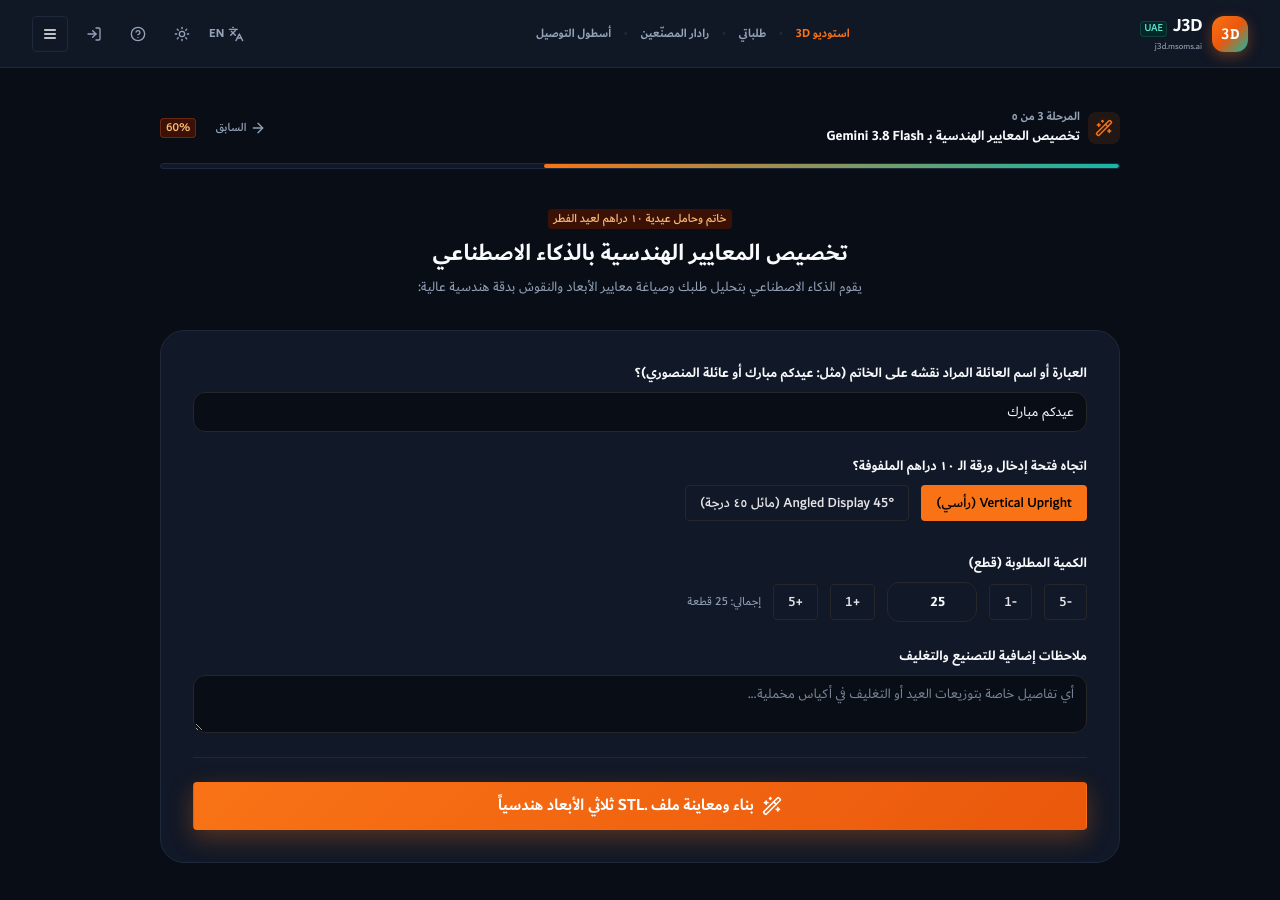 3D
J3D
UAE
j3d.msoms.ai
استوديو 3D
طلباتي
رادار المصنّعين
أسطول التوصيل
EN
المرحلة 3 من ٥
تخصيص المعايير الهندسية بـ Gemini 3.8 Flash
السابق
60%
خاتم وحامل عيدية ١٠ دراهم لعيد الفطر
تخصيص المعايير الهندسية بالذكاء الاصطناعي
يقوم الذكاء الاصطناعي بتحليل طلبك وصياغة معايير الأبعاد والنقوش بدقة هندسية عالية:
العبارة أو اسم العائلة المراد نقشه على الخاتم (مثل: عيدكم مبارك أو عائلة المنصوري)؟
عيدكم مبارك
اتجاه فتحة إدخال ورقة الـ ١٠ دراهم الملفوفة؟
Vertical Upright (رأسي)
Angled Display 45° (مائل ٤٥ درجة)
الكمية المطلوبة (قطع)
-5
-1
25
+1
+5
إجمالي: 25 قطعة
ملاحظات إضافية للتصنيع والتغليف
أي تفاصيل خاصة بتوزيعات العيد أو التغليف في أكياس مخملية...
بناء ومعاينة ملف .STL ثلاثي الأبعاد هندسياً